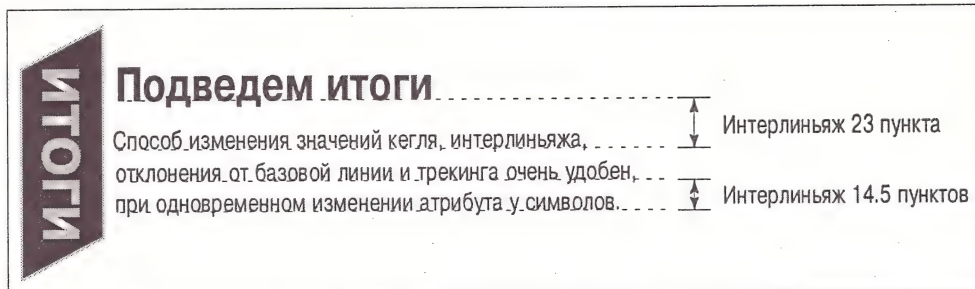 ИТОГИ
Подведем итоги
Способ изменения значений кегля, интерлиньяжа,
отклонения от базовой линии и трекинга очень удобен,
при одновременном изменении атрибута у символов.
Интерлиньяж 23 пункта
Интерлиньяж 14.5 пунктов